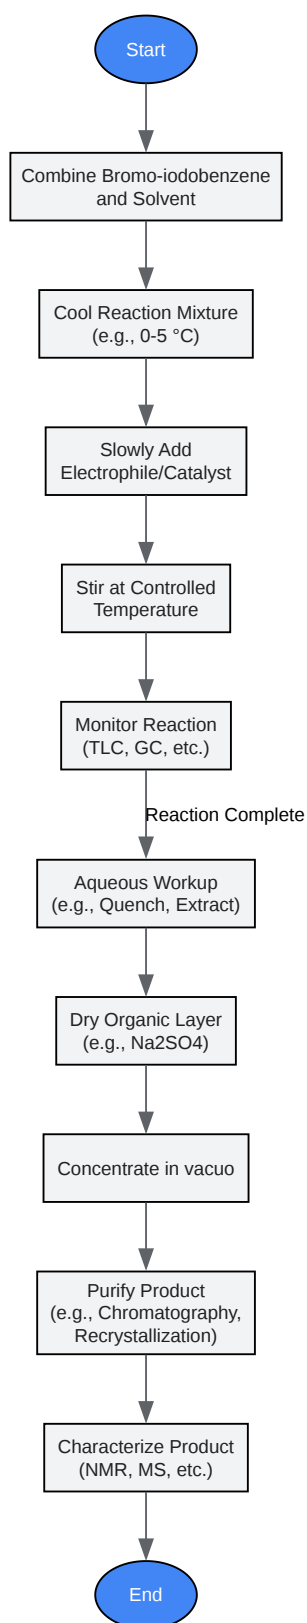 Start
Combine Bromo-iodobenzene
and Solvent
Cool Reaction Mixture
(e.g., 0-5 °C)
Slowly Add
Electrophile/Catalyst
Stir at Controlled
Temperature
Monitor Reaction
(TLC, GC, etc.)
Reaction Complete
Aqueous Workup
(e.g., Quench, Extract)
Dry Organic Layer
(e.g., Na2SO4)
Concentrate in vacuo
Purify Product
(e.g., Chromatography,
Recrystallization)
Characterize Product
(NMR, MS, etc.)
End